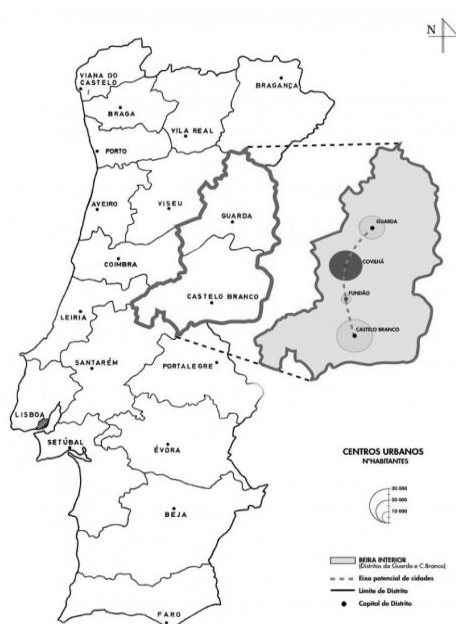 N
VIANA DO
CASTELO
BRAGANÇA
BRAGA
VILA REAL
PORTO
AVEIRO
VISEU
GUARDA
GUARDA
COVILHÃ
COIMBRA
FUNDÃO
CASTELO BRANCO
LEIRIA
CASTELO BRANCO
SANTARÉM
PORTALEGRE
LISBOA
SETÚBAL
ÉVORA
CENTROS URBANOS
NºHABITANTES
30 000
20 000
10 000
BEJA
BEIRA INTERIOR
(Distritos da Guarda e C.Branco)
Eixo potencial de cidades
Limite de Distrito
Capital de Distrito
FARO